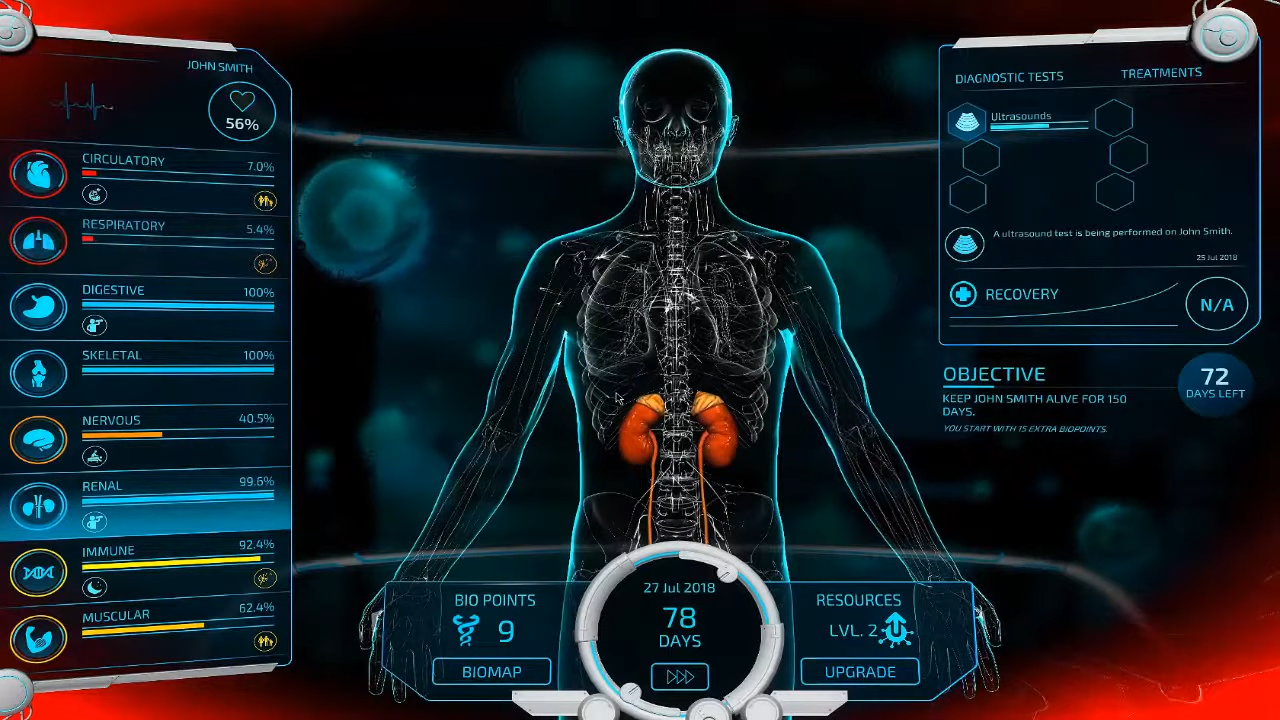 JOHN SMITH
56%
CIRCULATORY
7.0%
RESPIRATORY
5.4%
DIGESTIVE
100%
SKELETAL
100%
NERVOUS
40.5%
RENAL
99.6%
IMMUNE
92.4%
MUSCULAR
62.4%
DIAGNOSTIC TESTS
TREATMENTS
Ultrasounds
A ultrasound test is being performed on John Smith.
25 Jul 2018
RECOVERY
N/A
OBJECTIVE
KEEP JOHN SMITH ALIVE FOR 150
DAYS.
YOU START WITH 15 EXTRA BIOPOINTS.
72
DAYS LEFT
BIO POINTS
9
BIOMAP
27 Jul 2018
78
DAYS
RESOURCES
LVL. 2
UPGRADE